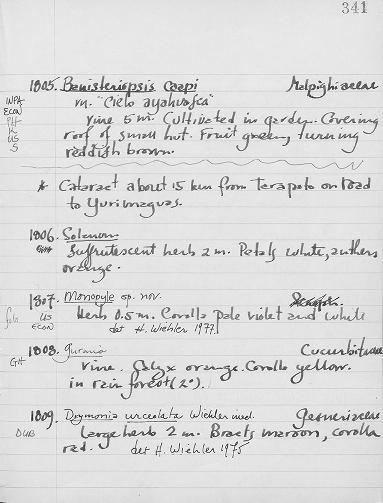 341
1805. Banisteriopsis Caapi Malpighiaceae
vn. "Cielo ayahuasca"
WPA
ECON
K
US
S
Vine 5 m. Cultivated in garden. Covering
roof of small hut. Fruit green, turning
reddish brown.
* Cataract about 15 km from Tarapoto on road
to Yurimaguas.
1806. Solanum
Suffrutescent herb 2 m. Petals white, anthers
orange.
1807. Monopyle sp. nov.
US
ECON
Herb 0.5 m. Corolla pale violet and white
det H. Wiehler 1977
1808. Gurania Cucurbitaceae
GH
Vine. Calyx orange. Corolla yellow.
in rain forest (2°).
1809. Drymonia urceolata Wiehler ined. Gesneriaceae
DUB
Large herb 2 m. Bracts maroon, corolla
red. det H. Wiehler 1975